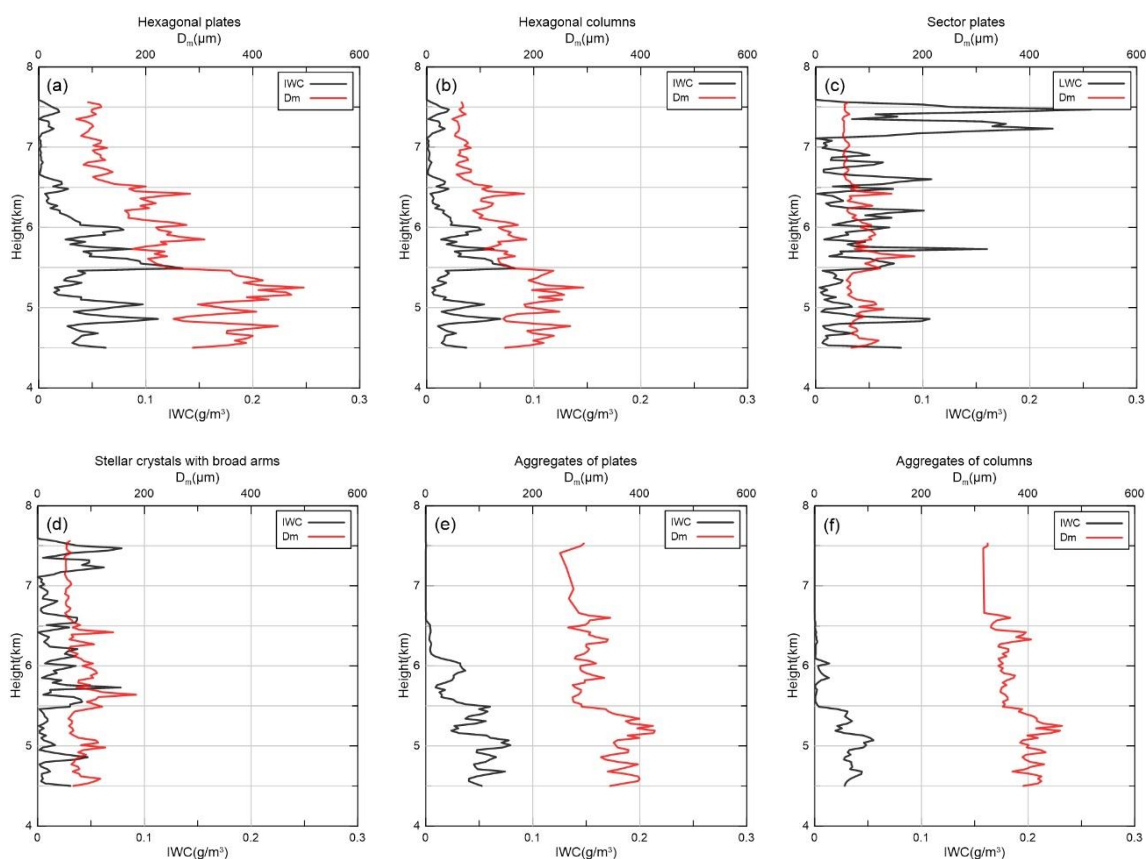 Hexagonal plates
Dm(μm)
0 200 400 600
8
(a)
IWC
Dm
7
6
5
4
Height(km)
0 0.1 0.2 0.3
IWC(g/m³)
Hexagonal columns
Dm(μm)
0 200 400 600
8
(b)
IWC
Dm
7
6
5
4
Height(km)
0 0.1 0.2 0.3
IWC(g/m³)
Sector plates
Dm(μm)
0 200 400 600
8
(c)
LWC
Dm
7
6
5
4
Height(km)
0 0.1 0.2 0.3
IWC(g/m³)
Stellar crystals with broad arms
Dm(μm)
0 200 400 600
8
(d)
IWC
Dm
7
6
5
4
Height(km)
0 0.1 0.2 0.3
IWC(g/m³)
Aggregates of plates
Dm(μm)
0 200 400 600
8
(e)
IWC
Dm
7
6
5
4
Height(km)
0 0.1 0.2 0.3
IWC(g/m³)
Aggregates of columns
Dm(μm)
0 200 400 600
8
(f)
IWC
Dm
7
6
5
4
Height(km)
0 0.1 0.2 0.3
IWC(g/m³)